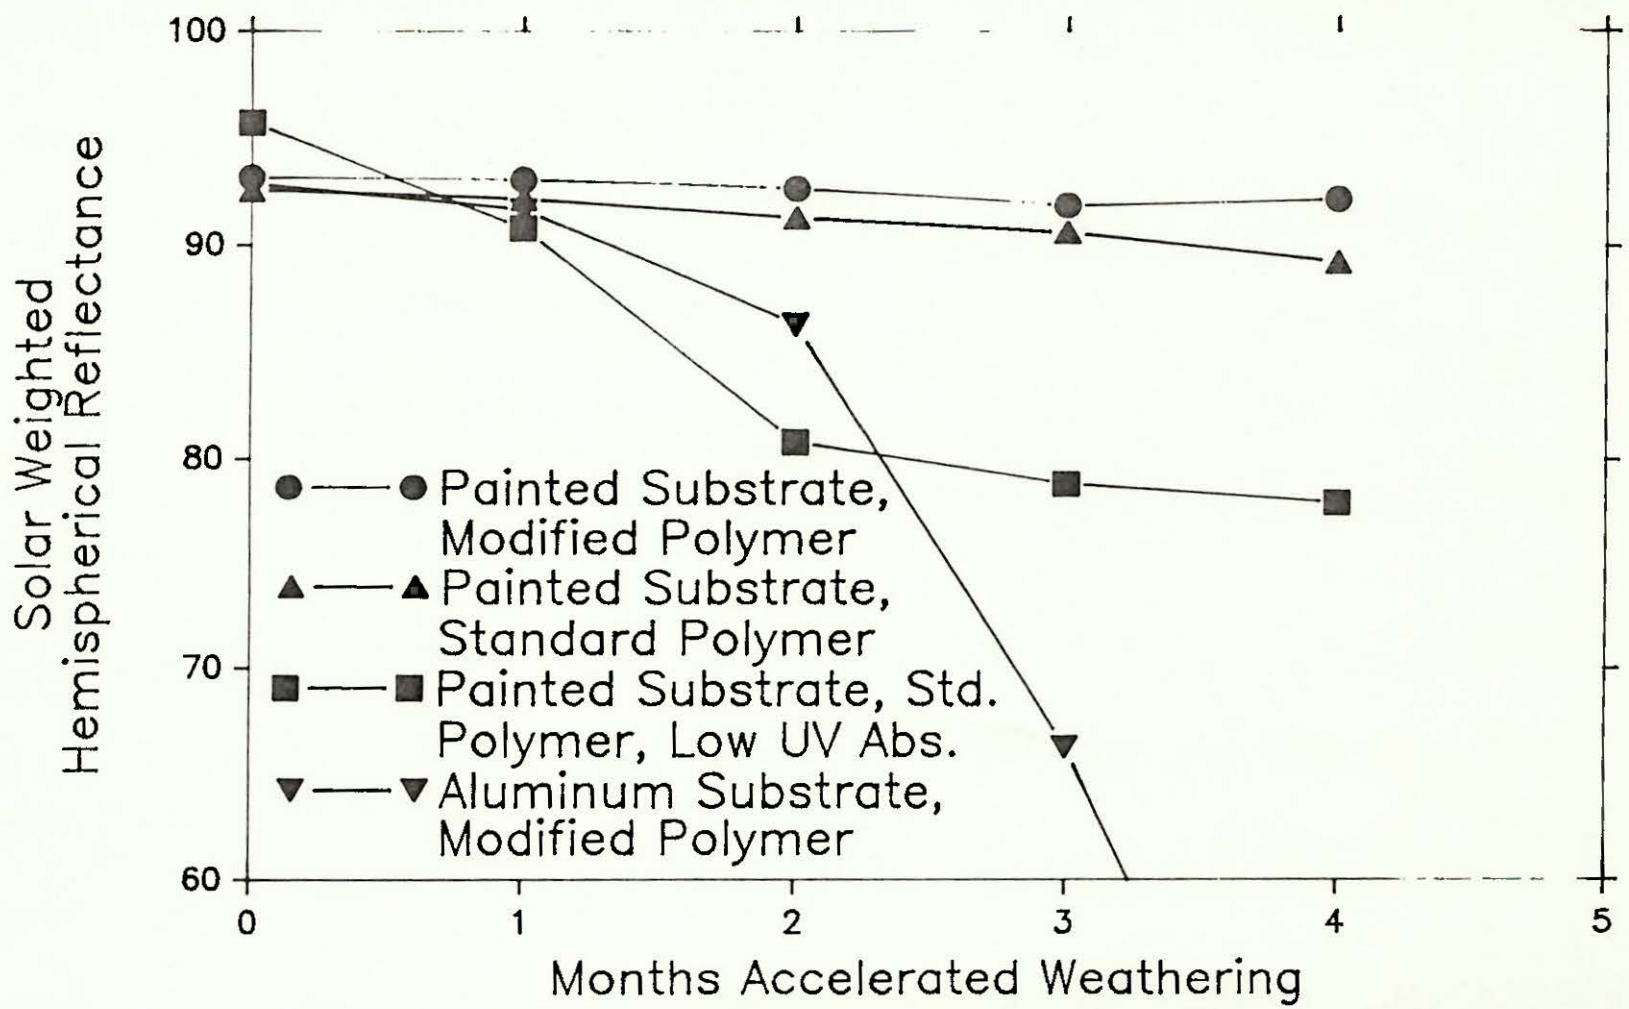 100
90
80
70
60
Solar Weighted
Hemispherical Reflectance
Painted Substrate,
Modified Polymer
Painted Substrate,
Standard Polymer
Painted Substrate, Std.
Polymer, Low UV Abs.
Aluminum Substrate,
Modified Polymer
0 1 2 3 4 5
Months Accelerated Weathering